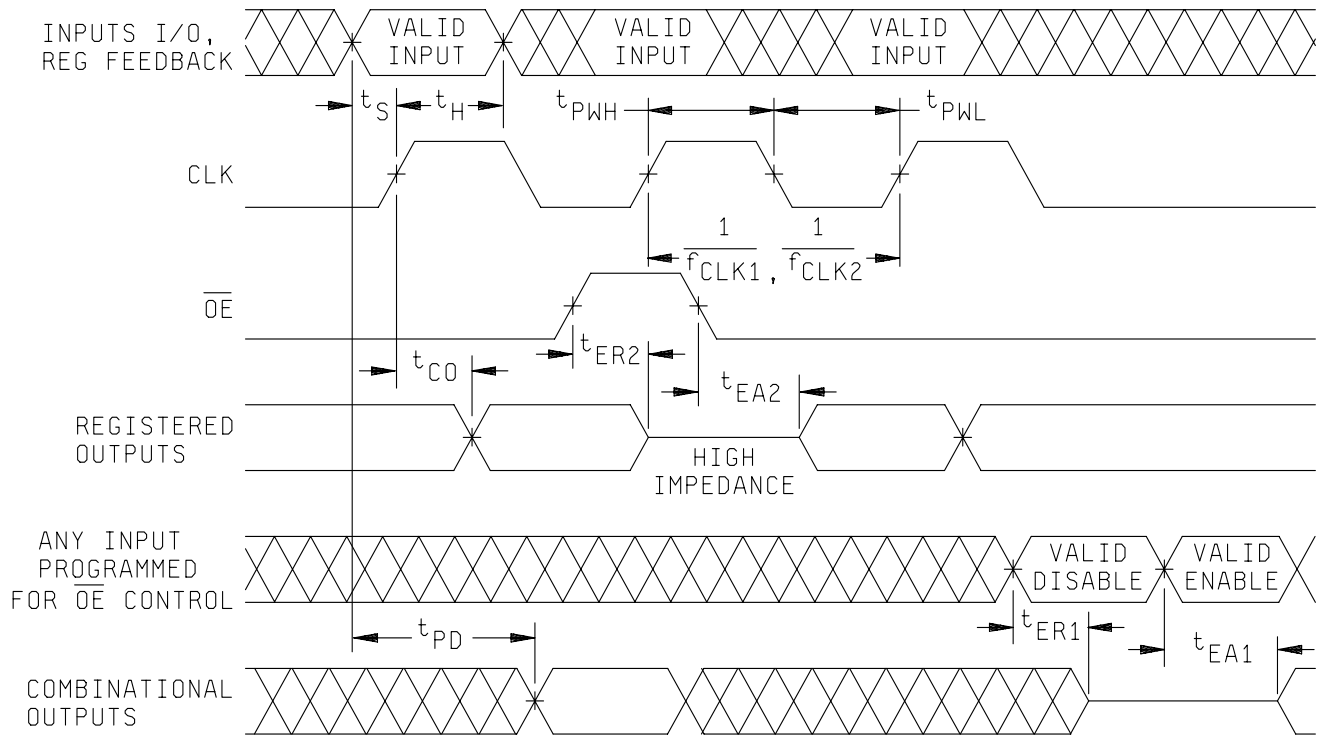 INPUTS I/O,
REG FEEDBACK
VALID
INPUT
VALID
INPUT
VALID
INPUT
tS
tH
tPWH
tPWL
CLK
1
fCLK1
,
1
fCLK2
OE
tER2
tCO
tEA2
REGISTERED
OUTPUTS
HIGH
IMPEDANCE
ANY INPUT
PROGRAMMED
FOR OE CONTROL
VALID
DISABLE
VALID
ENABLE
tPD
tER1
tEA1
COMBINATIONAL
OUTPUTS